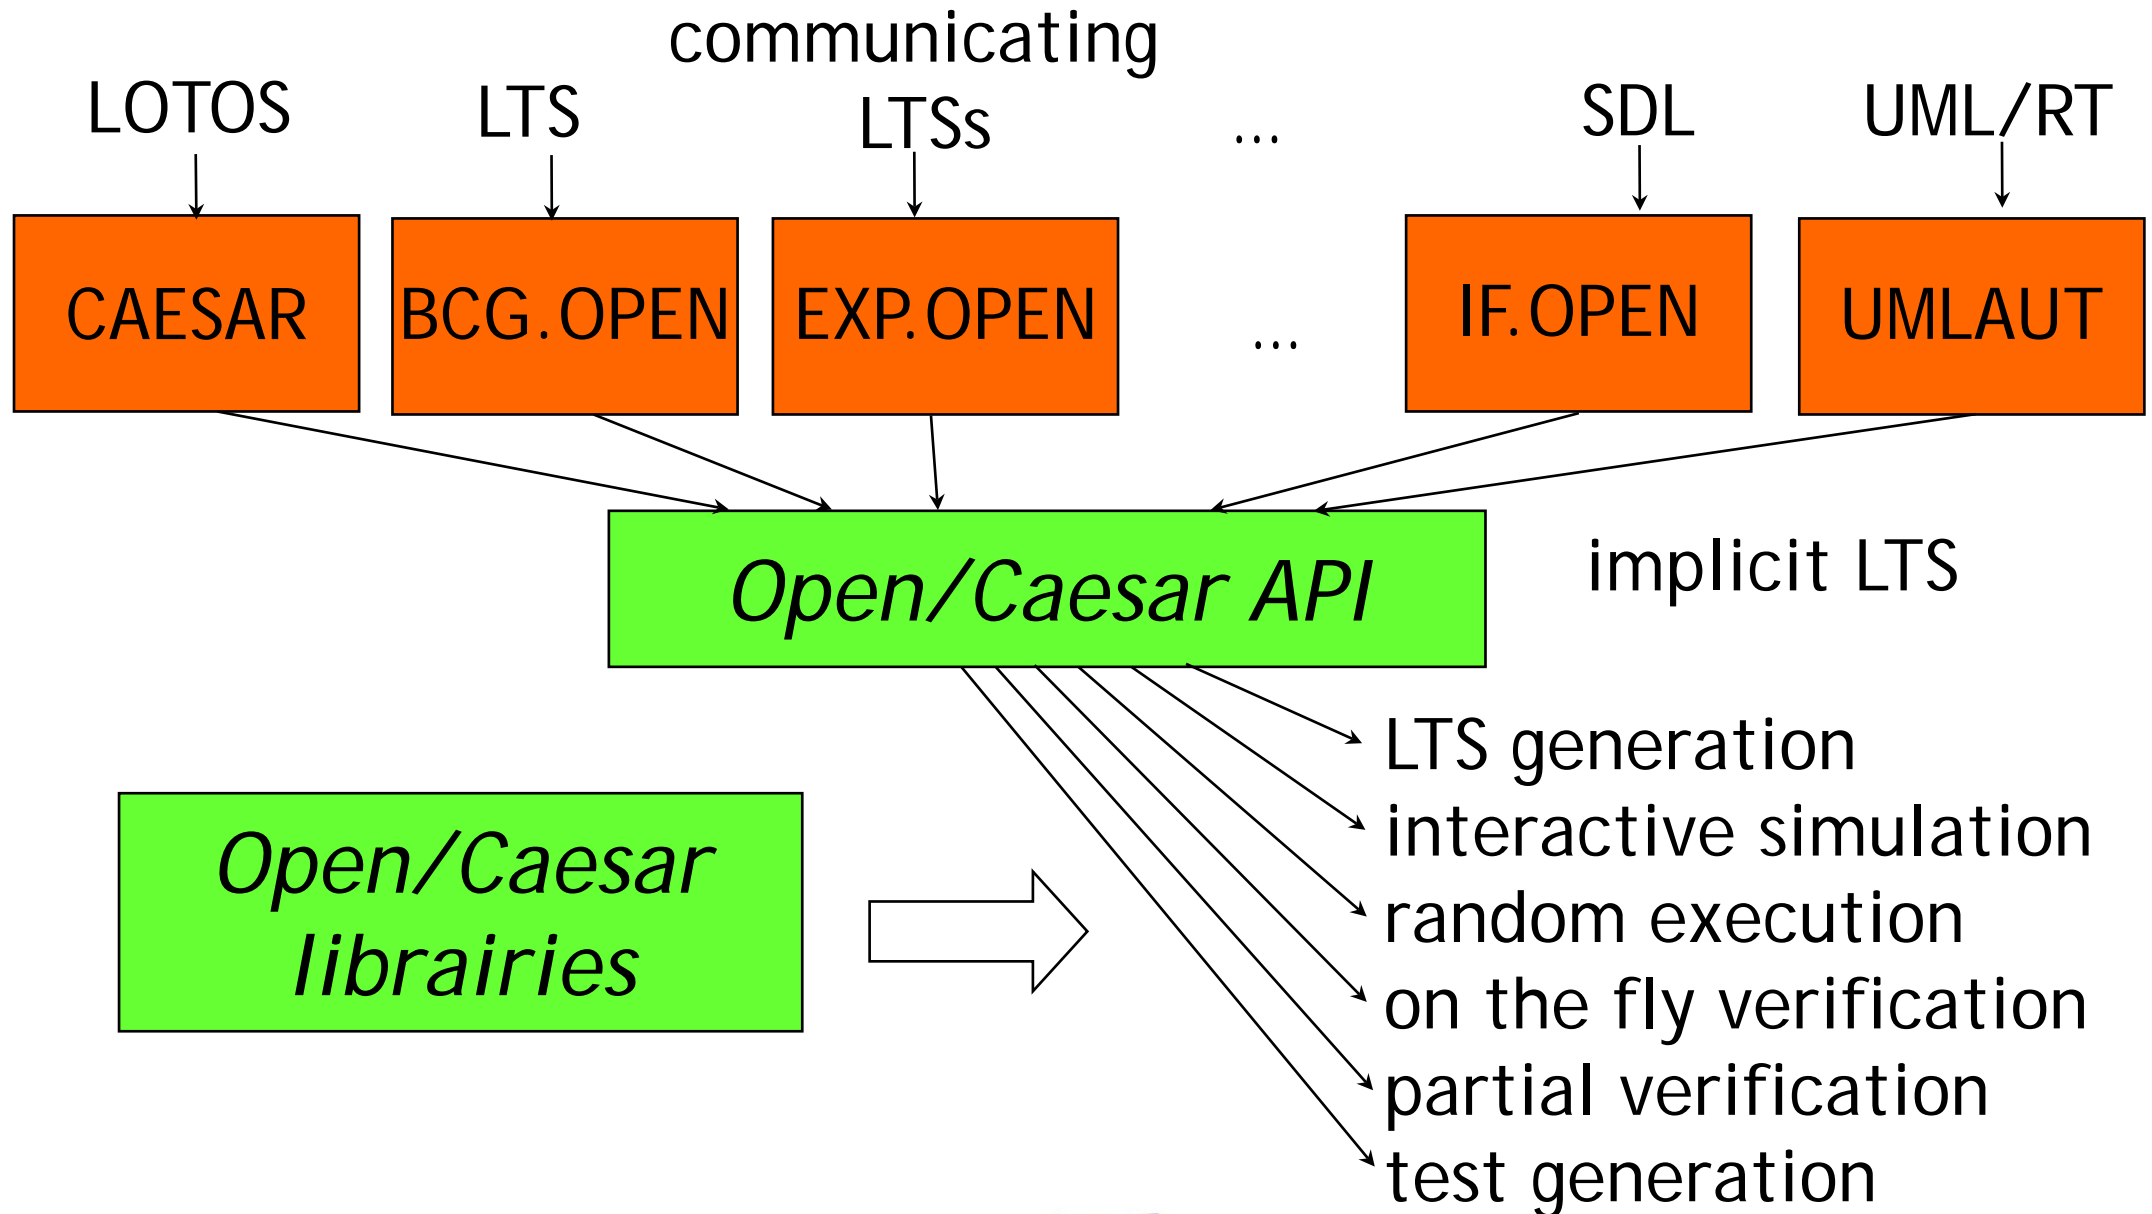 communicating
LOTOS LTS LTSs ... SDL UML/RT
CAESAR BCG.OPEN EXP.OPEN ... IF.OPEN UMLAUT
Open/Caesar API implicit LTS
LTS generation
interactive simulation
Open/Caesar
librairies
random execution
on the fly verification
partial verification
test generation